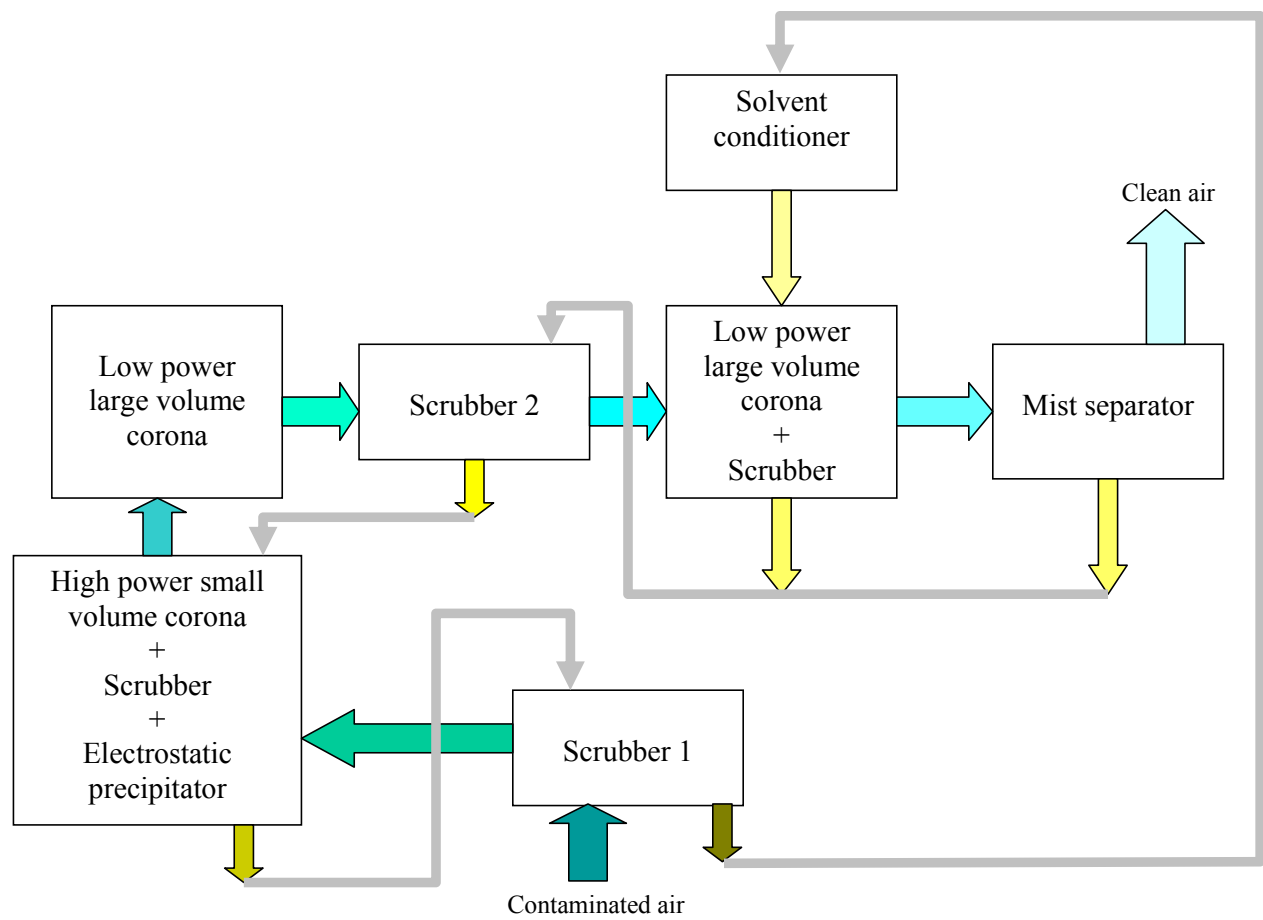 Solvent
conditioner
Clean air
Low power
large volume
corona
Scrubber 2
Low power
large volume
corona
+
Scrubber
Mist separator
High power small
volume corona
+
Scrubber
+
Electrostatic
precipitator
Scrubber 1
Contaminated air